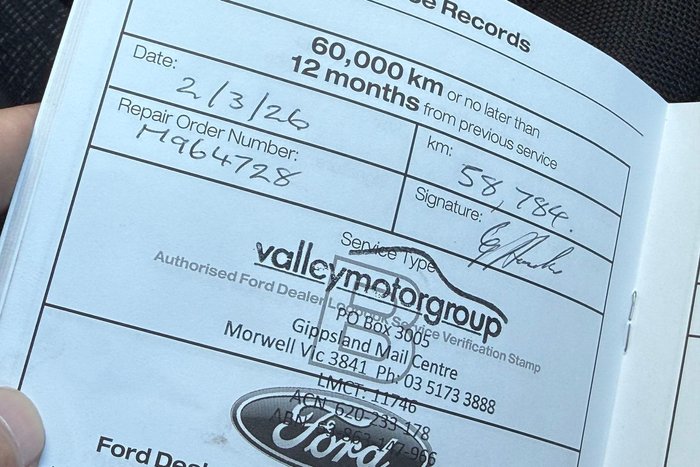 Records
60,000 km or no later than
12 months from previous service
Date:
2/3/26
km:
58,784.
Repair Order Number:
M964728
Signature:
Service Type
valleymotorgroup
Authorised Ford Dealer Service Verification Stamp
B
PO Box 3005
Gippsland Mail Centre
Morwell Vic 3841 Ph: 03 5173 3888
LMCT: 11746
ACN 620-733-178
ABN
Ford
Ford